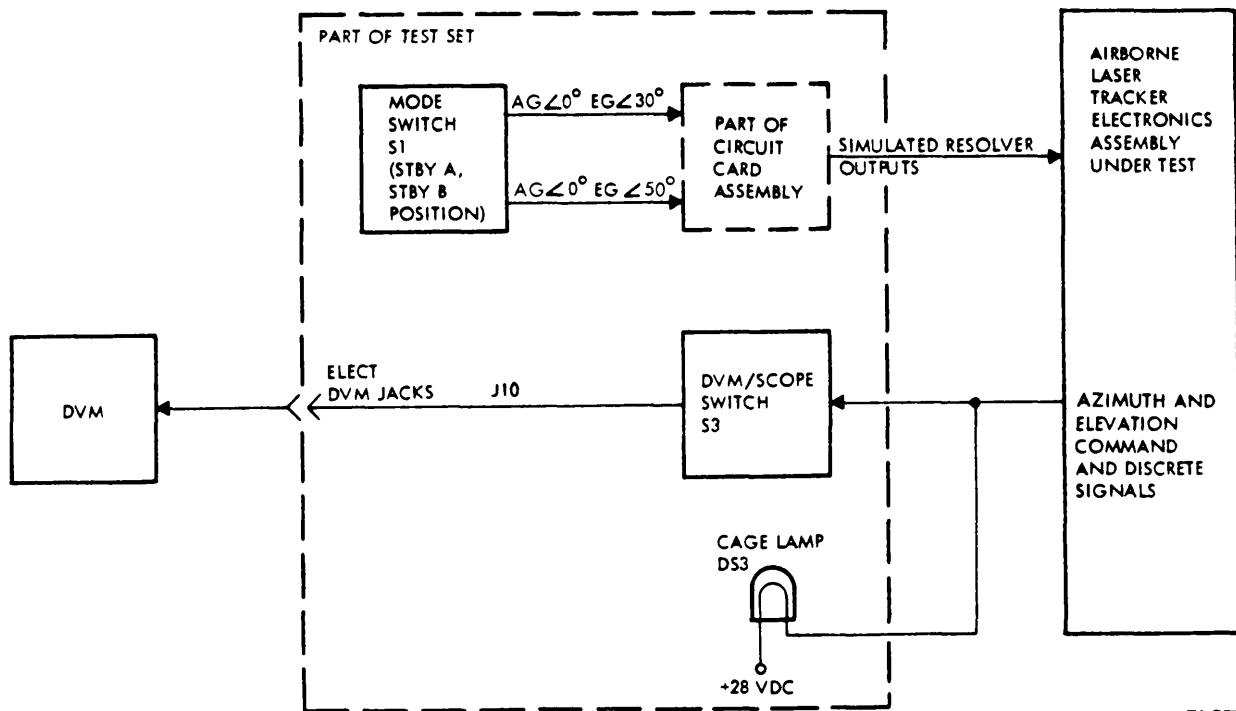 PART OF TEST SET
MODE
SWITCH
S1
(STBY A,
STBY B
POSITION)
AG∠0° EG∠30°
AG∠0° EG∠50°
PART OF
CIRCUIT
CARD
ASSEMBLY
SIMULATED RESOLVER
OUTPUTS
AIRBORNE
LASER
TRACKER
ELECTRONICS
ASSEMBLY
UNDER TEST
DVM
ELECT
DVM JACKS
J10
DVM/SCOPE
SWITCH
S3
AZIMUTH AND
ELEVATION
COMMAND
AND DISCRETE
SIGNALS
CAGE LAMP
DS3
+28 VDC